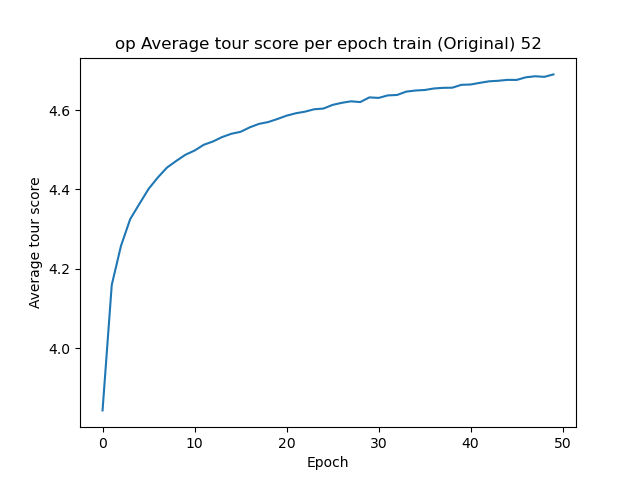 op Average tour score per epoch train (Original) 52
Average tour score
4.6
4.4
4.2
4.0
0 10 20 30 40 50
Epoch